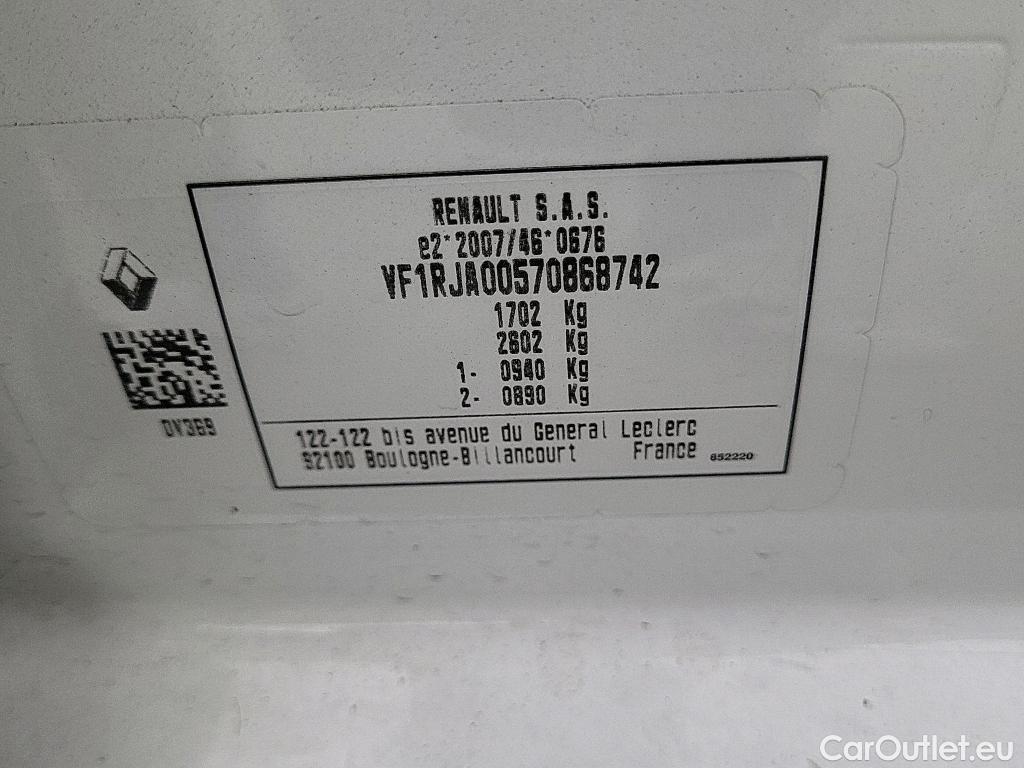 RENAULT S.A.S.
e2*2007/46*0676
VF1RJA00570868742
1702 Kg
2602 Kg
1- 0940 Kg
2- 0890 Kg
DV369
122-122 bis avenue du General Leclerc
92100 Boulogne-Billancourt France 652220
CarOutlet.eu